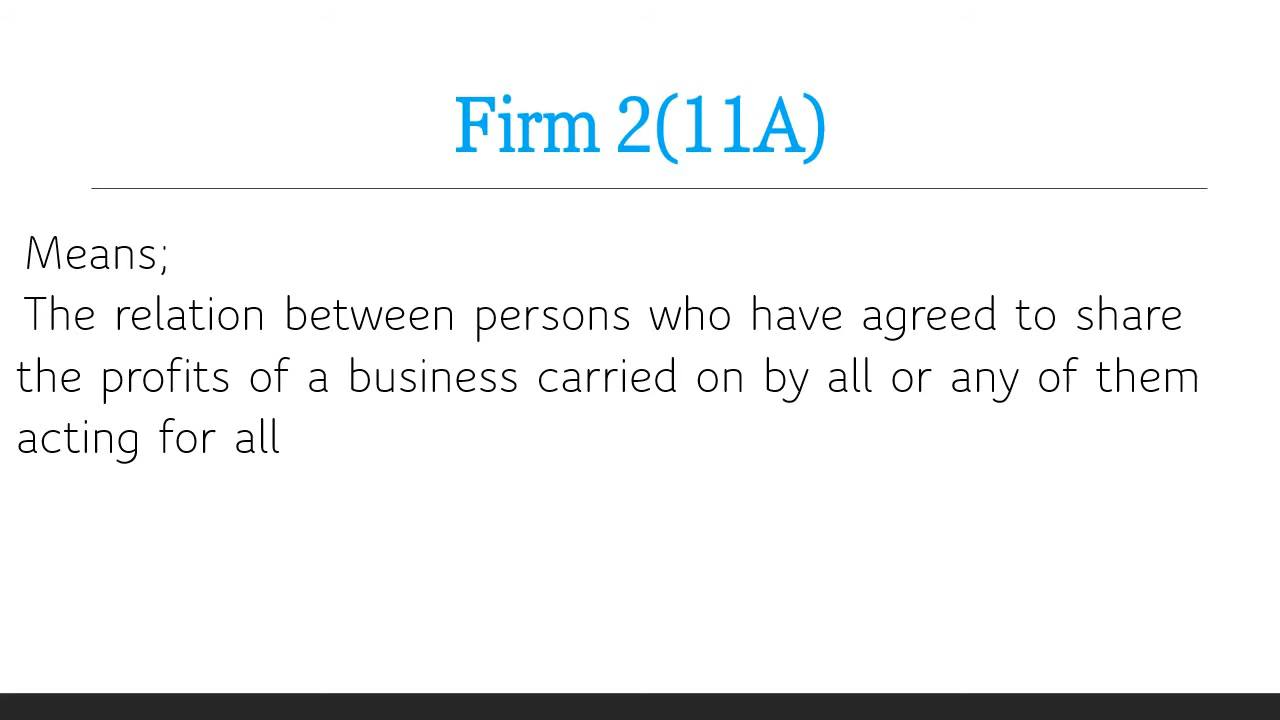 Firm 2(11A)
Means;
The relation between persons who have agreed to share
the profits of a business carried on by all or any of them
acting for all